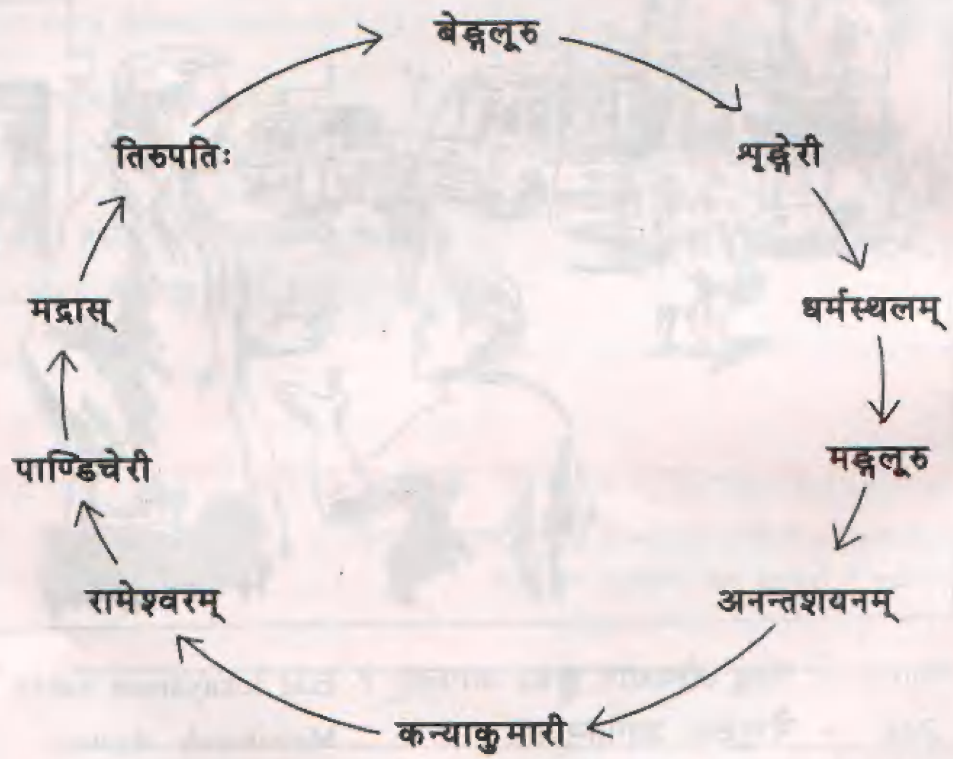 बेङ्गलूरु
शृङ्गेरी
धर्मस्थलम्
मङ्गलूरु
अनन्तशयनम्
कन्याकुमारी
रामेश्वरम्
पाण्डिचेरी
मद्रास्
तिरुपतिः